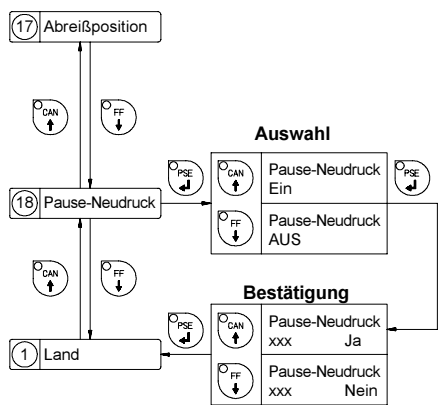 17 Abreißposition
CAN FF
Auswahl
PSE CAN Pause-Neudruck PSE
Ein
18 Pause-Neudruck
FF Pause-Neudruck
AUS
CAN FF
Bestätigung
PSE CAN Pause-Neudruck
xxx Ja
1 Land
FF Pause-Neudruck
xxx Nein